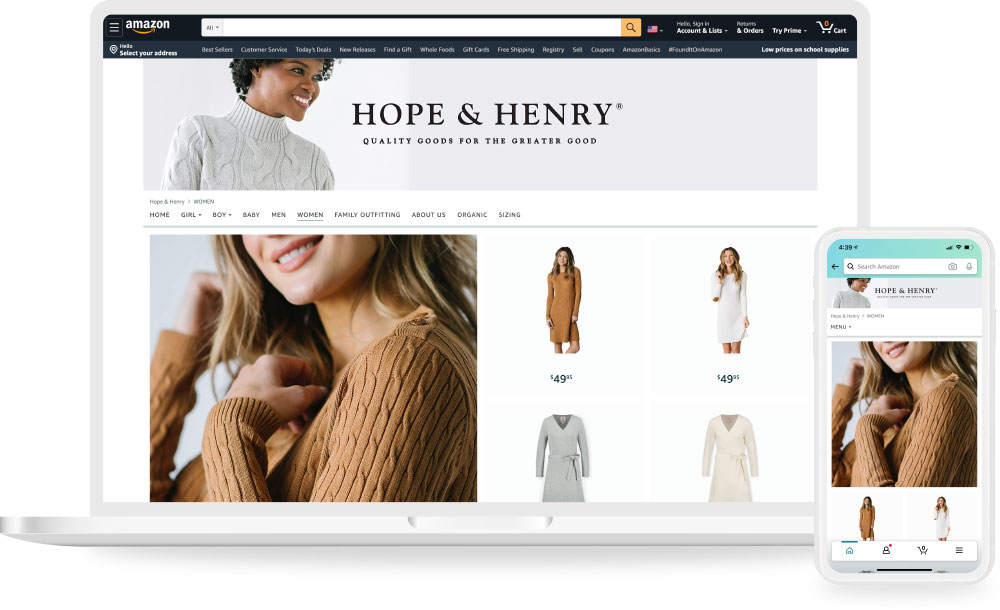 amazon
All
Hello, Sign in
Account & Lists
Returns
& Orders
Try Prime
0
Cart
Hello
Select your address
Best Sellers Customer Service Today's Deals New Releases Find a Gift Whole Foods Gift Cards Free Shipping Registry Sell Coupons AmazonBasics #FoundItOnAmazon
Low prices on school supplies
HOPE & HENRY®
QUALITY GOODS FOR THE GREATER GOOD
Hope & Henry › WOMEN
HOME GIRL BOY BABY MEN WOMEN FAMILY OUTFITTING ABOUT US ORGANIC SIZING
$4995
$4995
4:39
Search Amazon
HOPE & HENRY
QUALITY GOODS FOR THE GREATER GOOD
Hope & Henry › WOMEN
MENU
0